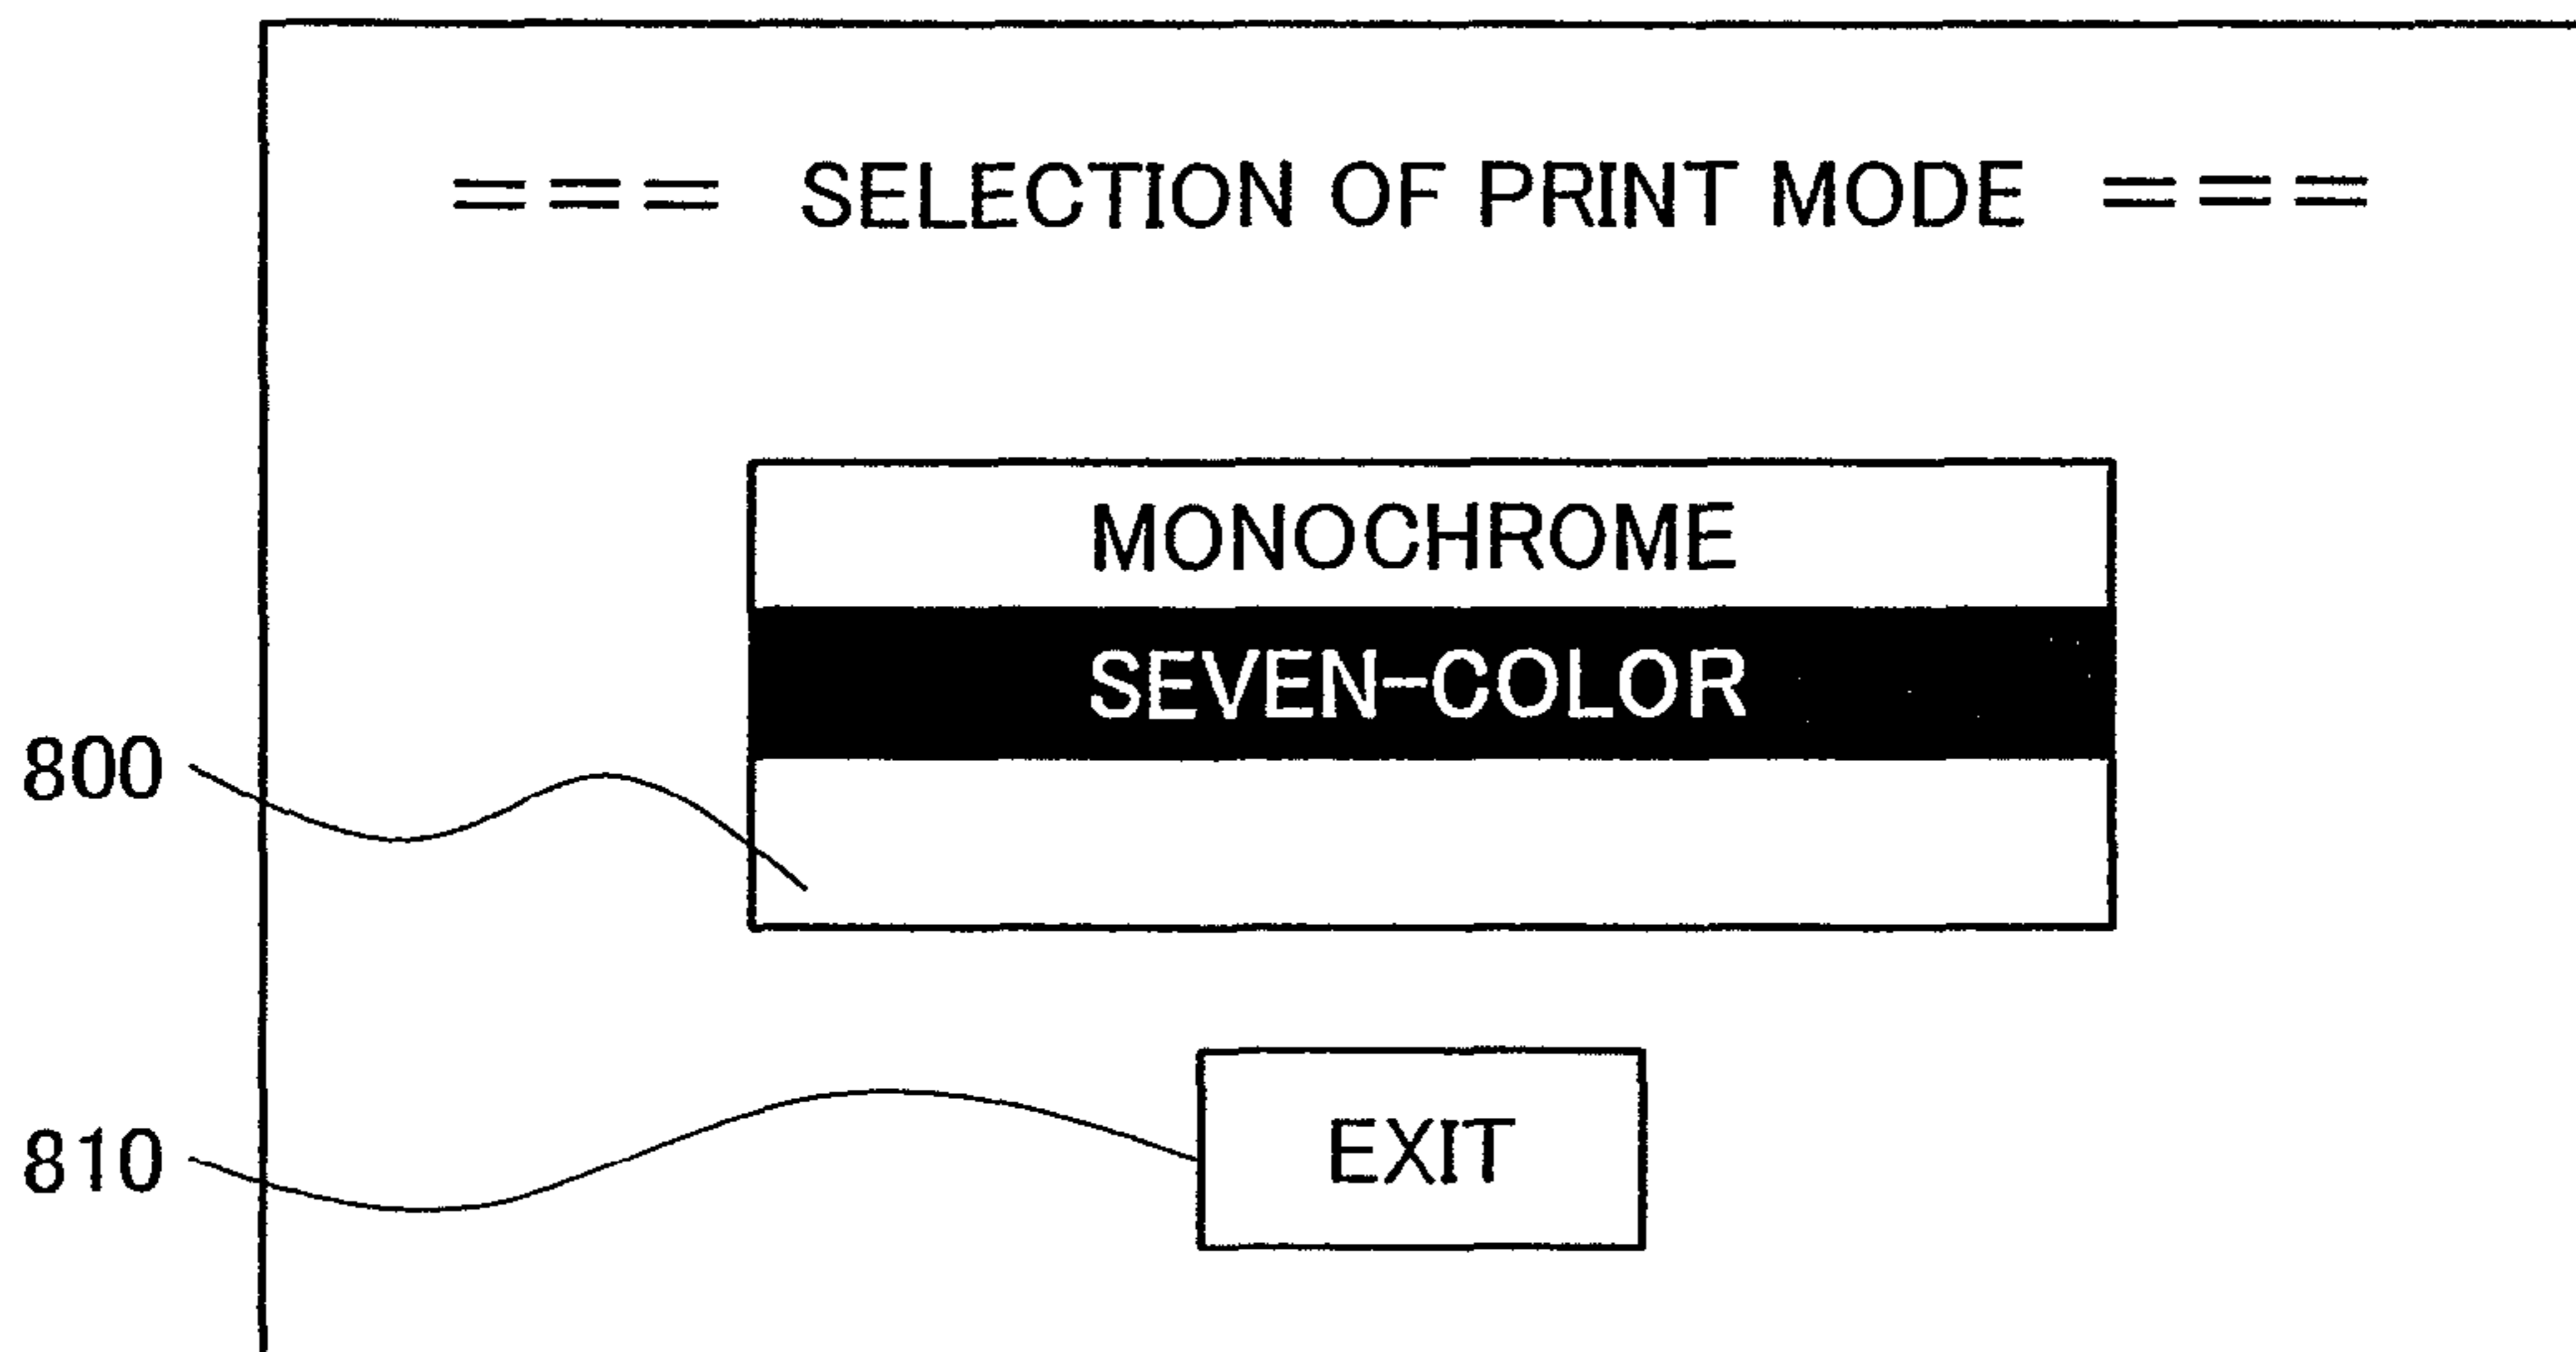 === SELECTION OF PRINT MODE ===
MONOCHROME
SEVEN-COLOR
800
810 EXIT